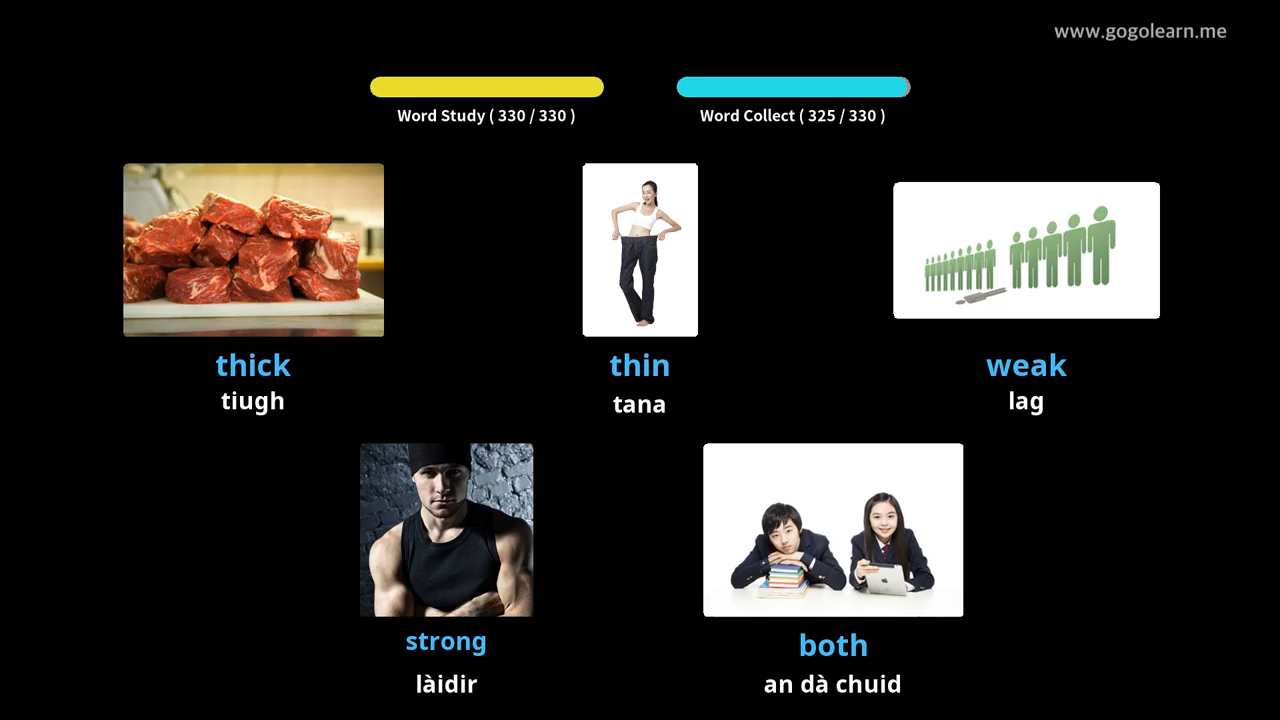 www.gogolearn.me
Word Study ( 330 / 330 )
Word Collect ( 325 / 330 )
thick
tiugh
thin
tana
weak
lag
strong
làidir
both
an dà chuid